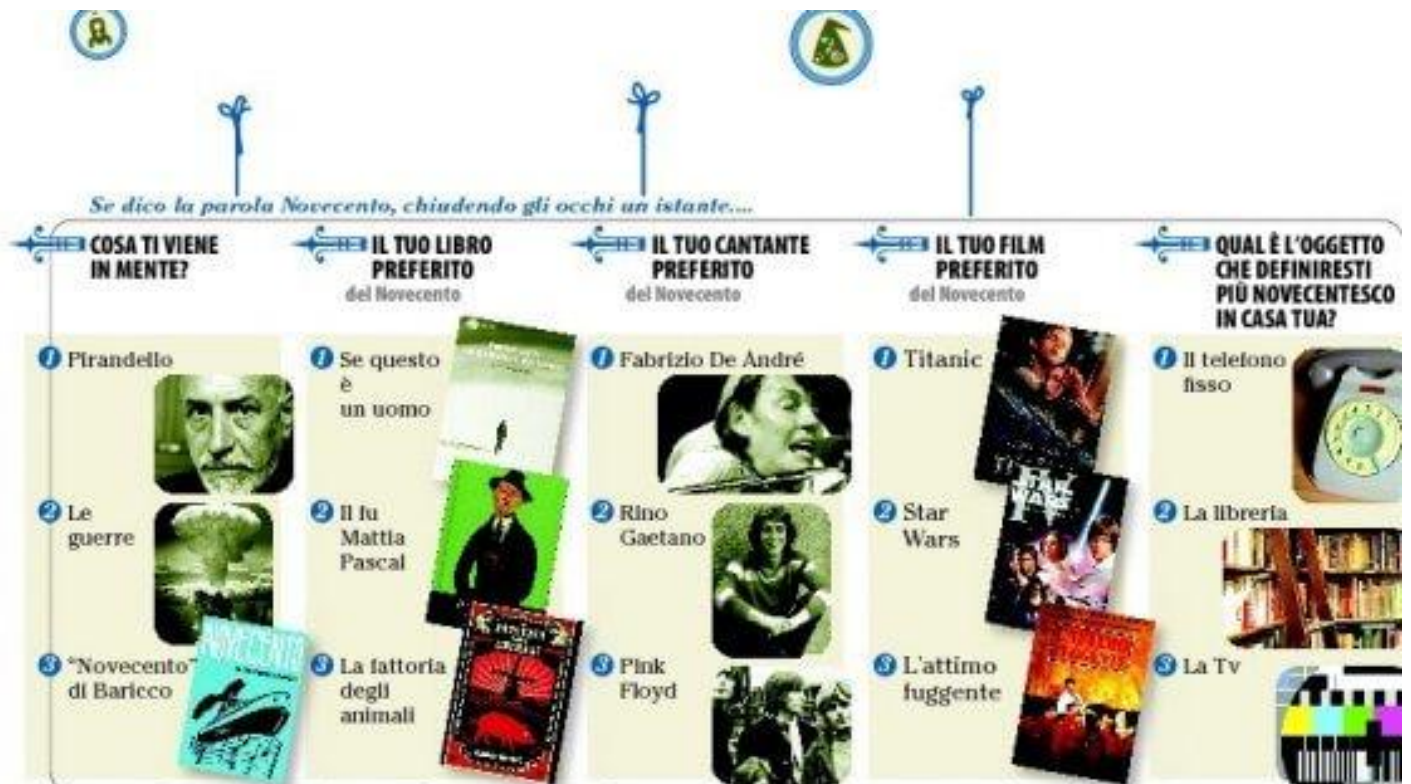 Se dico la parola Novecento, chiudendo gli occhi un istante....
COSA TI VIENE
IN MENTE?
1 Pirandello
2 Le
guerre
3 "Novecento"
di Baricco
NOVECENTO
IL TUO LIBRO
PREFERITO
del Novecento
1 Se questo
è
un uomo
2 Il fu
Mattia
Pascal
3 La fattoria
degli
animali
IL TUO CANTANTE
PREFERITO
del Novecento
1 Fabrizio De André
2 Rino
Gaetano
3 Pink
Floyd
IL TUO FILM
PREFERITO
del Novecento
1 Titanic
2 Star
Wars
STAR
WARS
3 L'attimo
fuggente
QUAL È L'OGGETTO
CHE DEFINIRESTI
PIÙ NOVECENTESCO
IN CASA TUA?
1 Il telefono
fisso
2 La libreria
3 La Tv